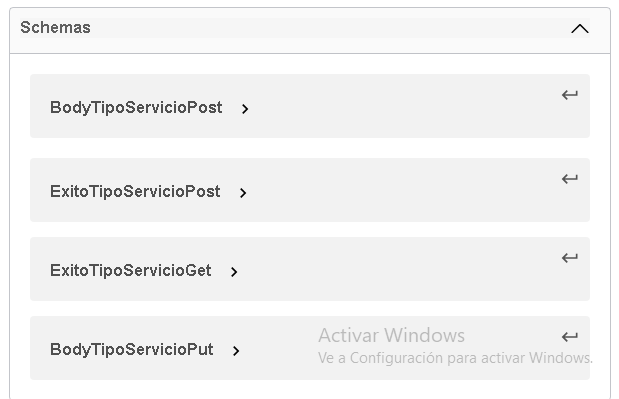 Schemas
BodyTipoServicioPost
ExitoTipoServicioPost
ExitoTipoServicioGet
BodyTipoServicioPut
Activar Windows
Ve a Configuración para activar Windows.